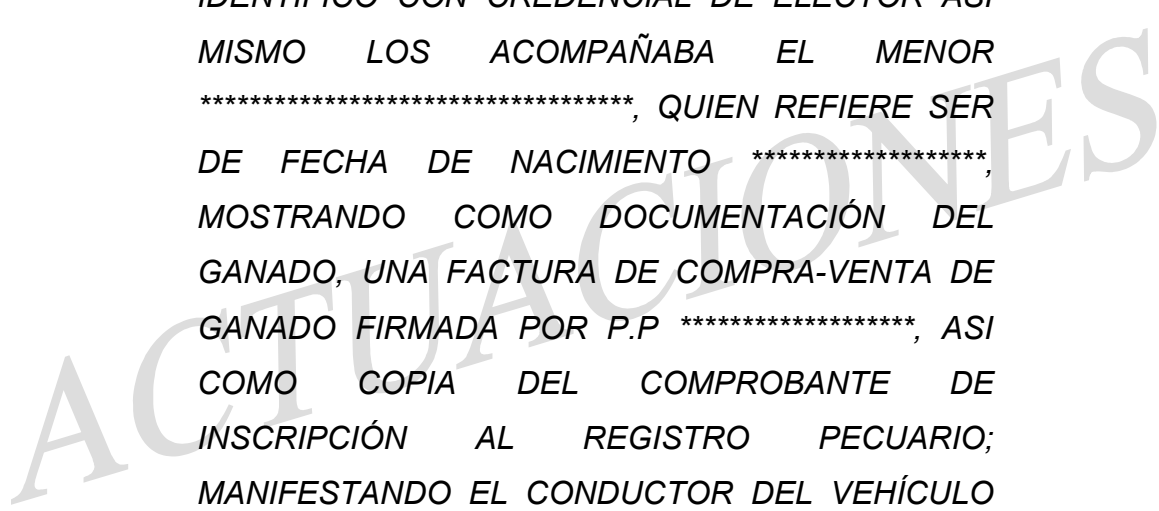 IDENTIFICO CON CREDENCIAL DE ELECTOR ASI
MISMO LOS ACOMPAÑABA EL MENOR
***********************************, QUIEN REFIERE SER
DE FECHA DE NACIMIENTO *******************,
MOSTRANDO COMO DOCUMENTACIÓN DEL
GANADO, UNA FACTURA DE COMPRA-VENTA DE
GANADO FIRMADA POR P.P *******************, ASI
COMO COPIA DEL COMPROBANTE DE
INSCRIPCIÓN AL REGISTRO PECUARIO;
MANIFESTANDO EL CONDUCTOR DEL VEHÍCULO
ACTUACIONES